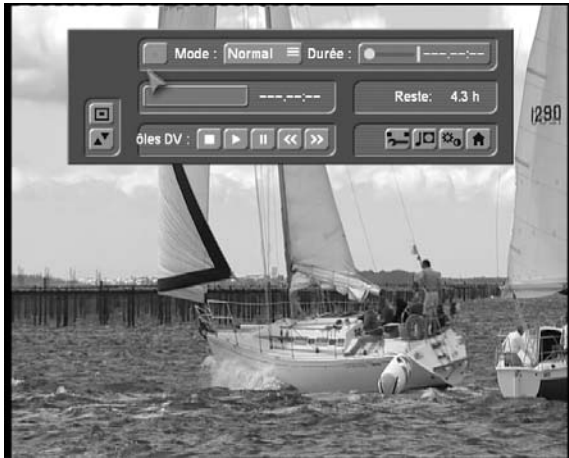 Mode : Normal Durée : ---.--:--
---.--:-- Reste: 4.3 h
ôles DV :
1290